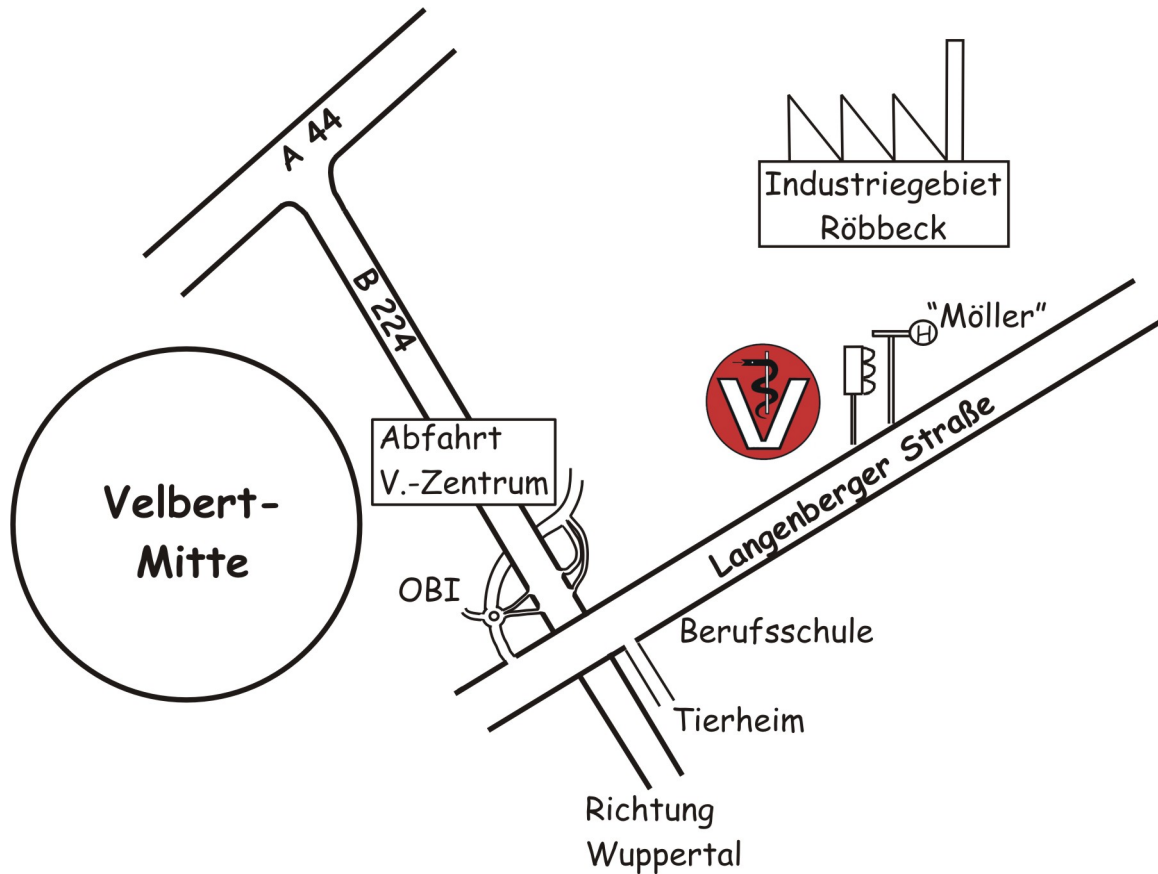 A 44
Industriegebiet
Röbbeck
B 224
"Möller"
H
V
Abfahrt
V.-Zentrum
Velbert-
Mitte
Langenberger Straße
OBI
Berufsschule
Tierheim
Richtung
Wuppertal